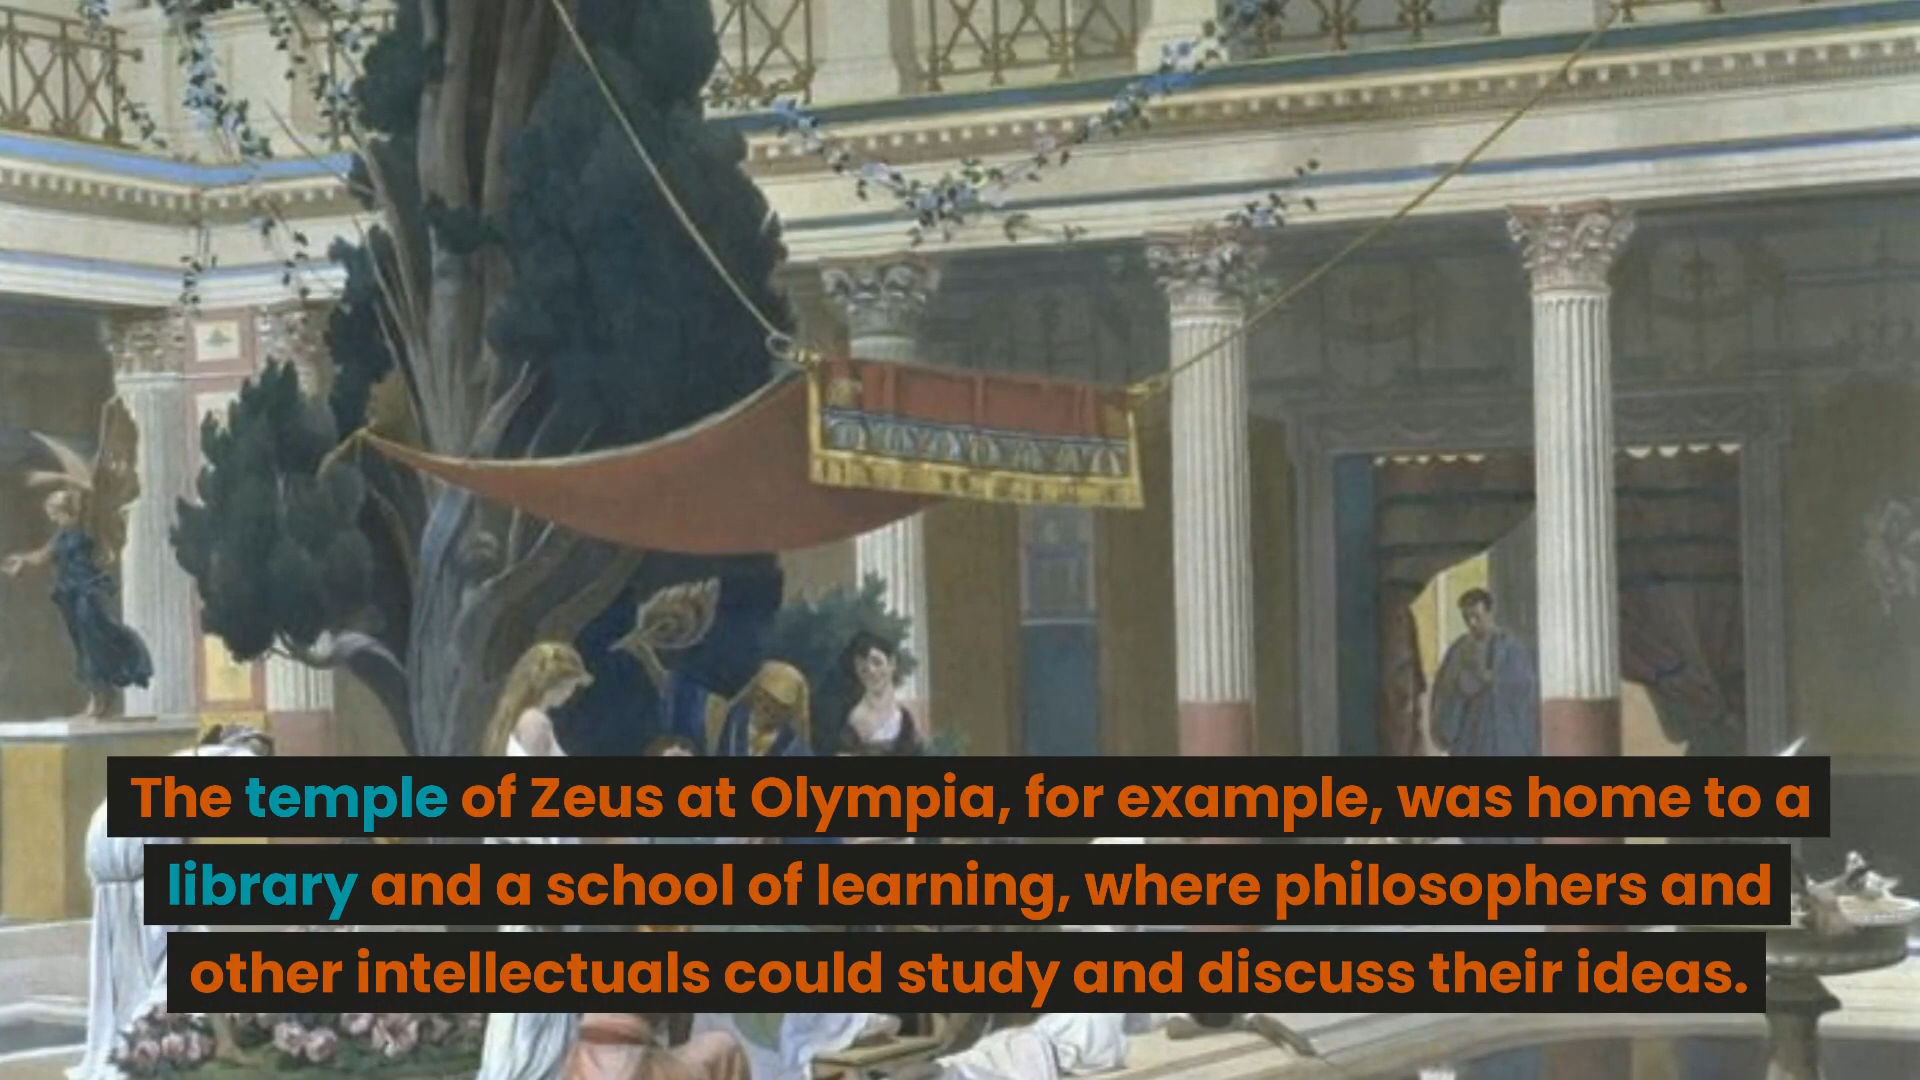 The temple of Zeus at Olympia, for example, was home to a
library and a school of learning, where philosophers and
other intellectuals could study and discuss their ideas.